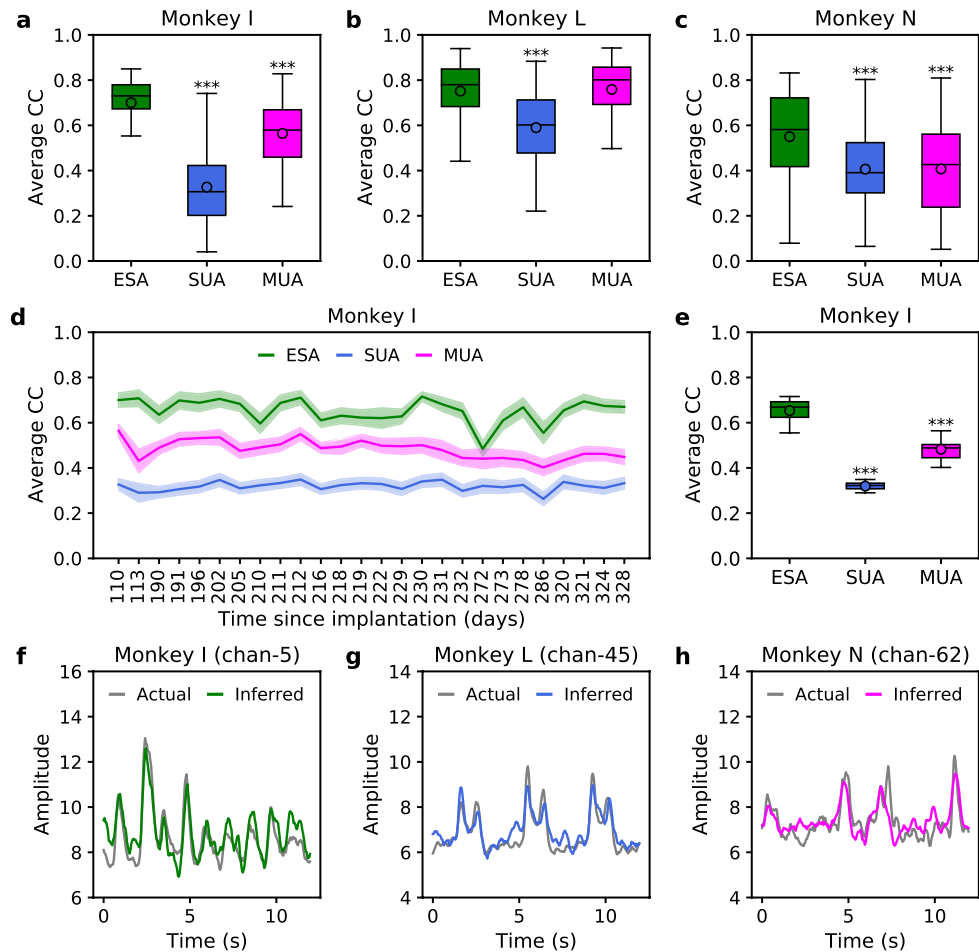 a
Monkey I
Average CC
1.0
0.8
0.6
0.4
0.2
0.0
***
***
ESA SUA MUA
b
Monkey L
Average CC
1.0
0.8
0.6
0.4
0.2
0.0
***
ESA SUA MUA
c
Monkey N
Average CC
1.0
0.8
0.6
0.4
0.2
0.0
***
***
ESA SUA MUA
d
Monkey I
Average CC
1.0
0.8
0.6
0.4
0.2
0.0
ESA SUA MUA
110 113 190 191 196 202 205 210 211 212 216 218 219 222 229 230 231 232 272 273 278 286 320 321 324 328
Time since implantation (days)
e
Monkey I
Average CC
1.0
0.8
0.6
0.4
0.2
0.0
***
***
ESA SUA MUA
f
Monkey I (chan-5)
Amplitude
16
14
12
10
8
6
Actual Inferred
0 5 10
Time (s)
g
Monkey L (chan-45)
Amplitude
14
12
10
8
6
4
Actual Inferred
0 5 10
Time (s)
h
Monkey N (chan-62)
Amplitude
14
12
10
8
6
4
Actual Inferred
0 5 10
Time (s)